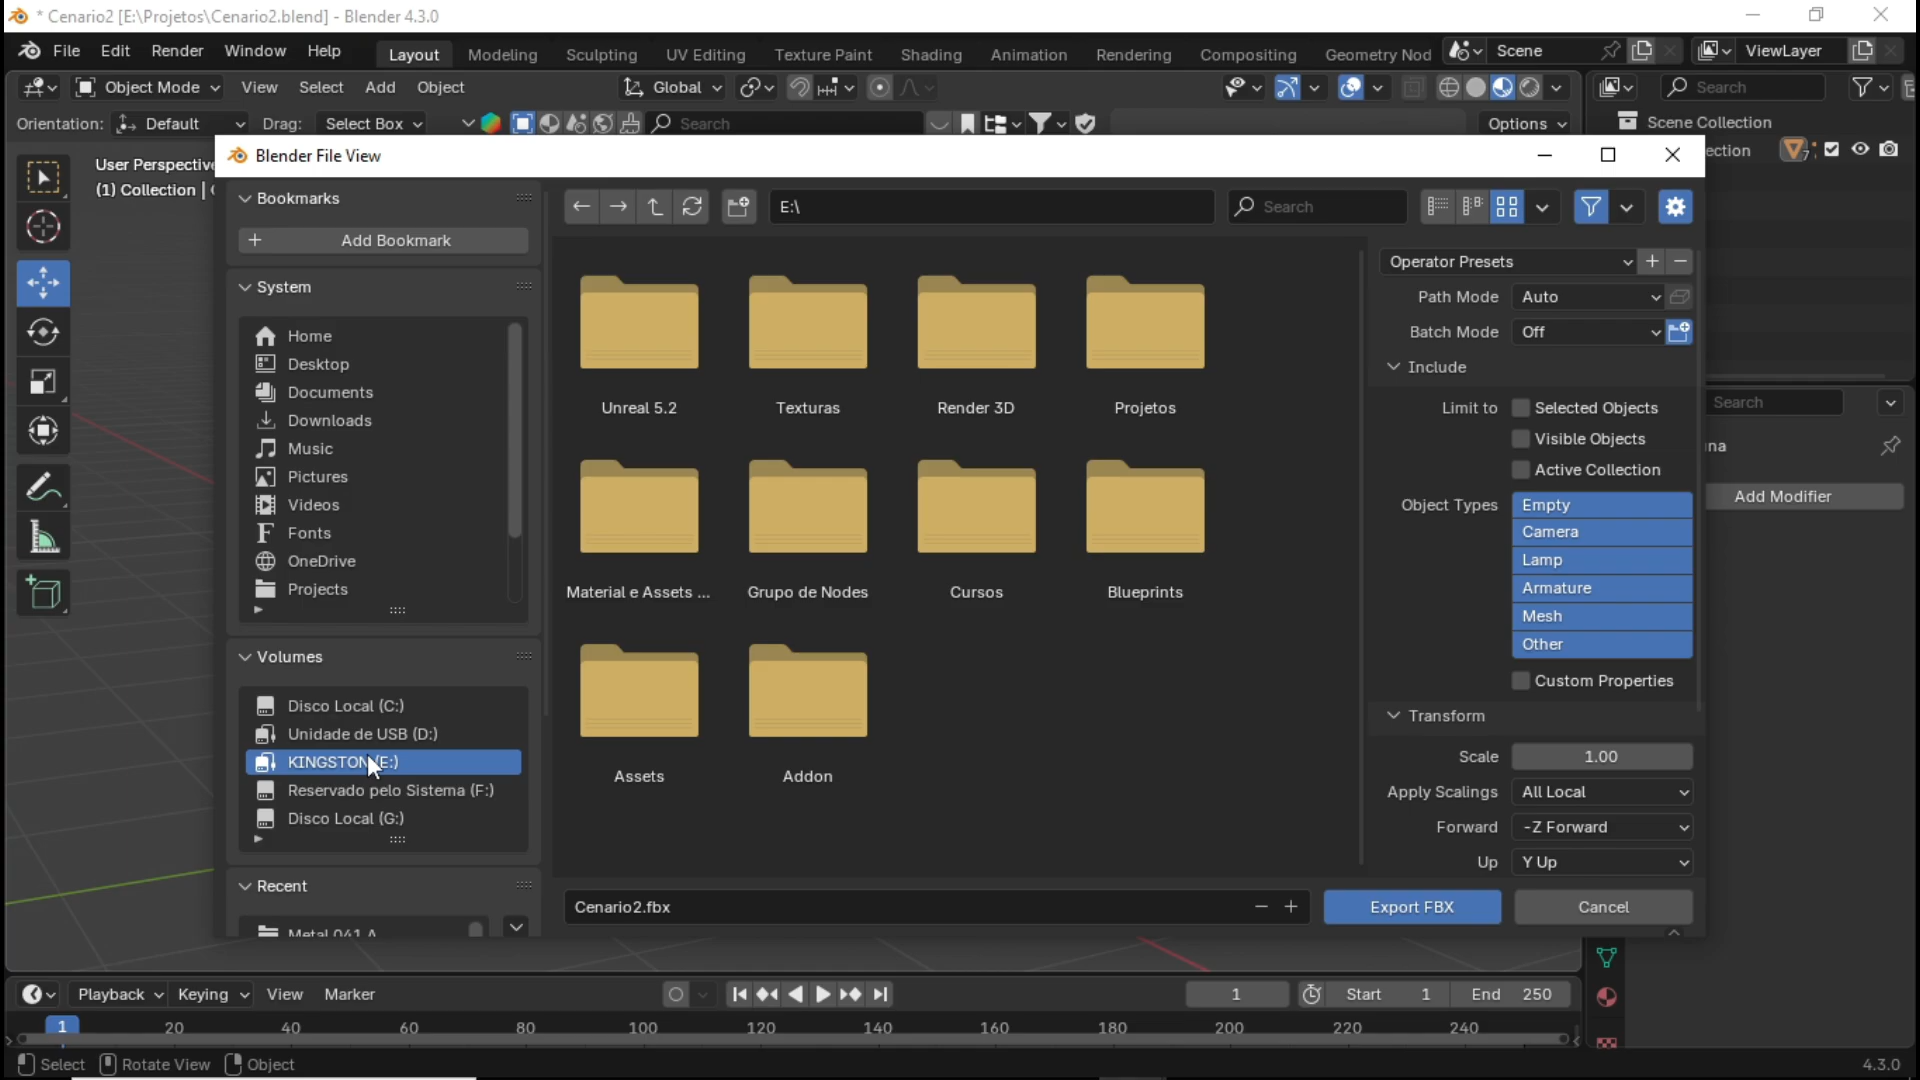 * Cenario2 [E:\Projetos\Cenario2.blend] - Blender 4.3.0
File Edit Render Window Help Layout Modeling Sculpting UV Editing Texture Paint Shading Animation Rendering Compositing Geometry Nod Scene ViewLayer
Object Mode View Select Add Object Global Search
Orientation: Default Drag: Select Box Search Options Scene Collection
Blender File View
User Perspective
(1) Collection |
ection
7
Bookmarks
E:\
Search
Add Bookmark
System
Home
Desktop
Documents
Downloads
Music
Pictures
Videos
Fonts
OneDrive
Projects
Volumes
Disco Local (C:)
Unidade de USB (D:)
KINGSTON (E:)
Reservado pelo Sistema (F:)
Disco Local (G:)
Recent
Metal 041 A
Unreal 5.2 Texturas Render 3D Projetos
Material e Assets ... Grupo de Nodes Cursos Blueprints
Assets Addon
Cenario2.fbx
Operator Presets
Path Mode Auto
Batch Mode Off
Include
Limit to Selected Objects
Visible Objects
Active Collection
Object Types Empty
Camera
Lamp
Armature
Mesh
Other
Custom Properties
Transform
Scale 1.00
Apply Scalings All Local
Forward -Z Forward
Up Y Up
Export FBX Cancel
Search
na
Add Modifier
Playback Keying View Marker 1 Start 1 End 250
1 20 40 60 80 100 120 140 160 180 200 220 240
Select Rotate View Object 4.3.0